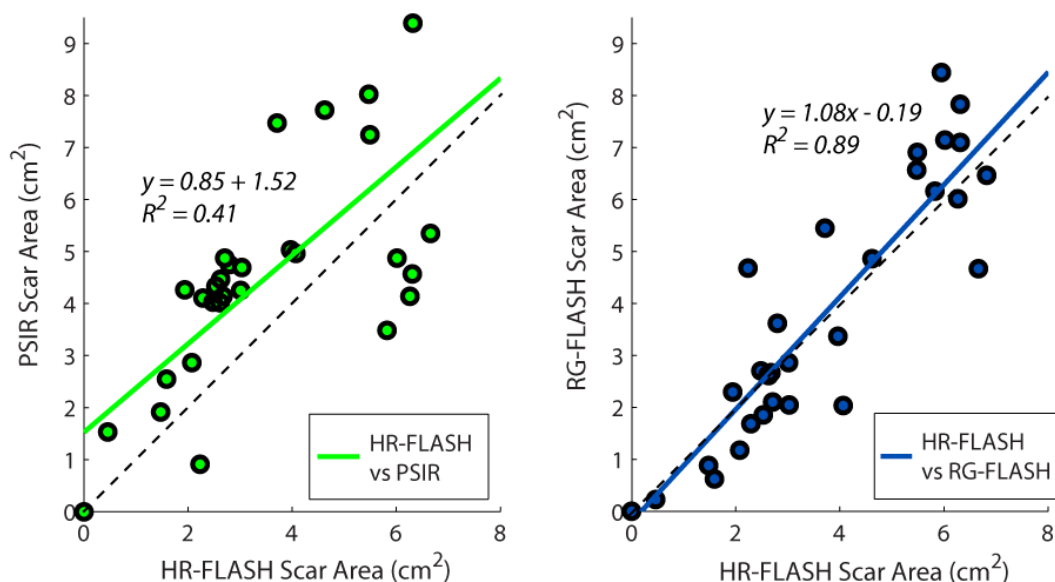 9
8
7
6
5
4
3
2
1
0
PSIR Scar Area (cm²)
y = 0.85 + 1.52
R² = 0.41
HR-FLASH
vs PSIR
0 2 4 6 8
HR-FLASH Scar Area (cm²)
9
8
7
6
5
4
3
2
1
0
RG-FLASH Scar Area (cm²)
y = 1.08x - 0.19
R² = 0.89
HR-FLASH
vs RG-FLASH
0 2 4 6 8
HR-FLASH Scar Area (cm²)